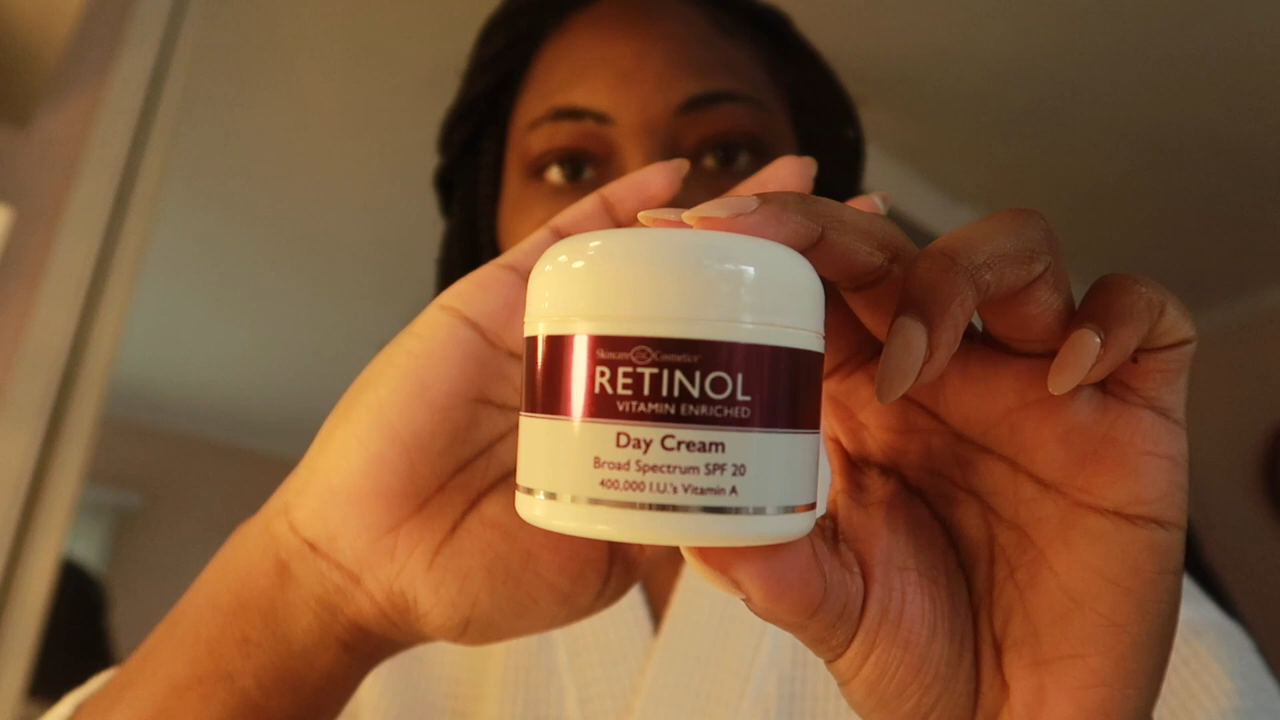 Skincare Cosmetics
RETINOL
VITAMIN ENRICHED
Day Cream
Broad Spectrum SPF 20
400,000 I.U.'s Vitamin A